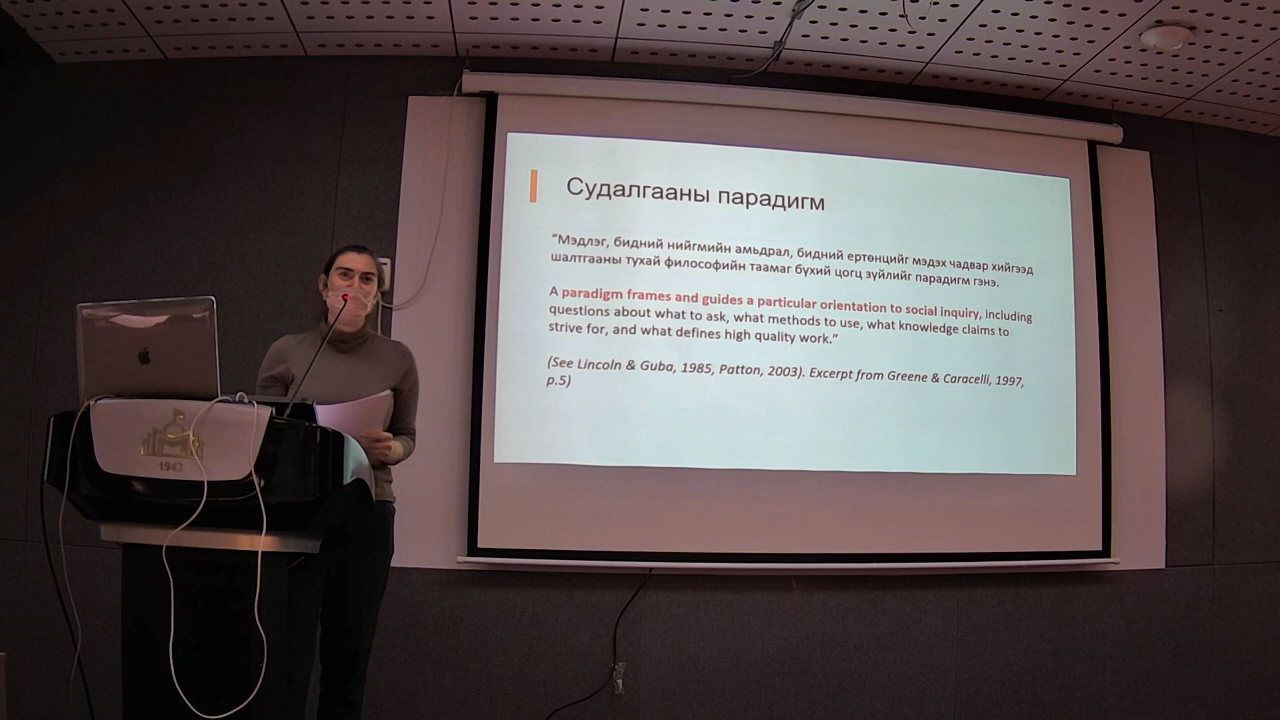 Судалгааны парадигм
“Мэдлэг, бидний нийгмийн амьдрал, бидний ертөнцийг мэдэх чадвар хийгээд
шалтгааны тухай философийн таамаг бүхий цогц зүйлийг парадигм гэнэ.
A paradigm frames and guides a particular orientation to social inquiry, including
questions about what to ask, what methods to use, what knowledge claims to
strive for, and what defines high quality work.”
(See Lincoln & Guba, 1985, Patton, 2003). Excerpt from Greene & Caracelli, 1997,
p.5)
1942